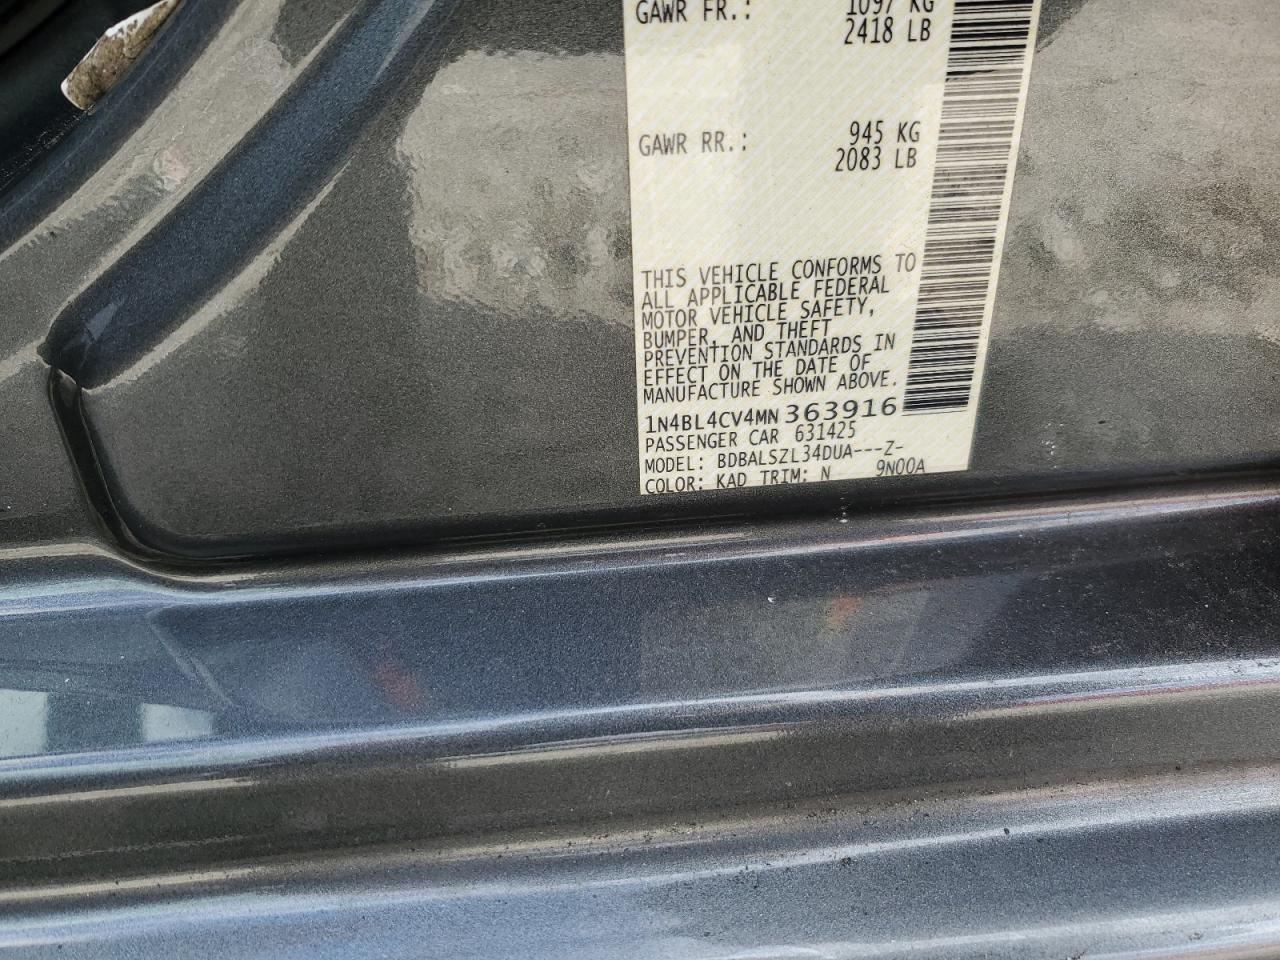 GAWR FR.: 1097 KG
2418 LB
GAWR RR.: 945 KG
2083 LB
THIS VEHICLE CONFORMS TO
ALL APPLICABLE FEDERAL
MOTOR VEHICLE SAFETY,
BUMPER, AND THEFT
PREVENTION STANDARDS IN
EFFECT ON THE DATE OF
MANUFACTURE SHOWN ABOVE.
1N4BL4CV4MN363916
PASSENGER CAR 631425
MODEL: BDBALSZL34DUA---Z-
COLOR: KAD TRIM: N 9N00A